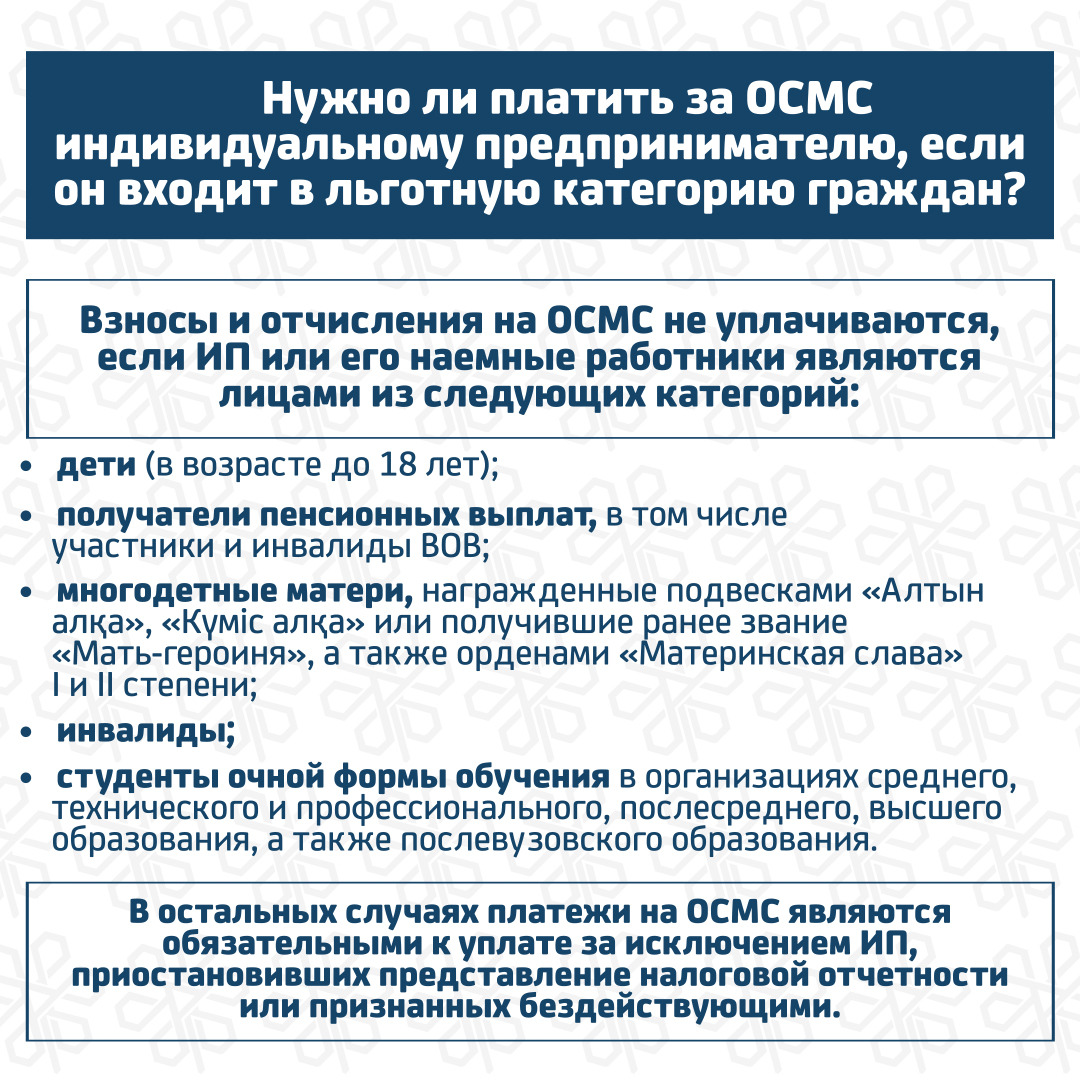 Нужно ли платить за ОСМС
индивидуальному предпринимателю, если
он входит в льготную категорию граждан?
Взносы и отчисления на ОСМС не уплачиваются,
если ИП или его наемные работники являются
лицами из следующих категорий:
• дети (в возрасте до 18 лет);
• получатели пенсионных выплат, в том числе
участники и инвалиды ВОВ;
• многодетные матери, награжденные подвесками «Алтын
алқа», «Күміс алқа» или получившие ранее звание
«Мать-героиня», а также орденами «Материнская слава»
I и II степени;
• инвалиды;
• студенты очной формы обучения в организациях среднего,
технического и профессионального, послесреднего, высшего
образования, а также послевузовского образования.
В остальных случаях платежи на ОСМС являются
обязательными к уплате за исключением ИП,
приостановивших представление налоговой отчетности
или признанных бездействующими.